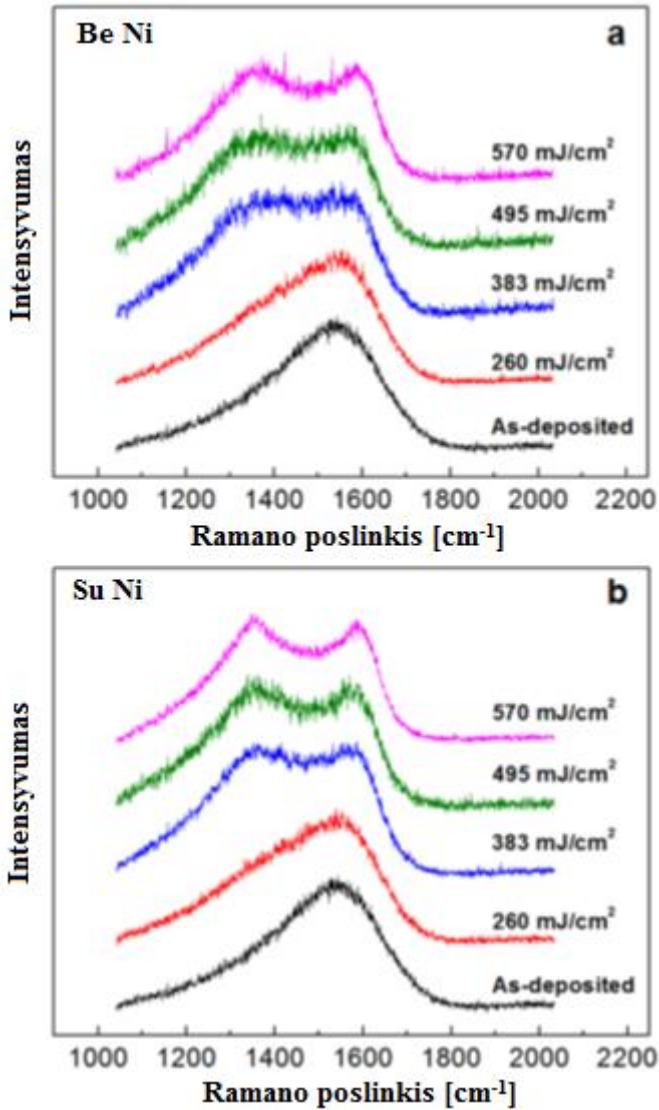 Be Ni
a
Intensyvumas
570 mJ/cm²
495 mJ/cm²
383 mJ/cm²
260 mJ/cm²
As-deposited
1000 1200 1400 1600 1800 2000 2200
Ramano poslinkis [cm⁻¹]
Su Ni
b
Intensyvumas
570 mJ/cm²
495 mJ/cm²
383 mJ/cm²
260 mJ/cm²
As-deposited
1000 1200 1400 1600 1800 2000 2200
Ramano poslinkis [cm⁻¹]